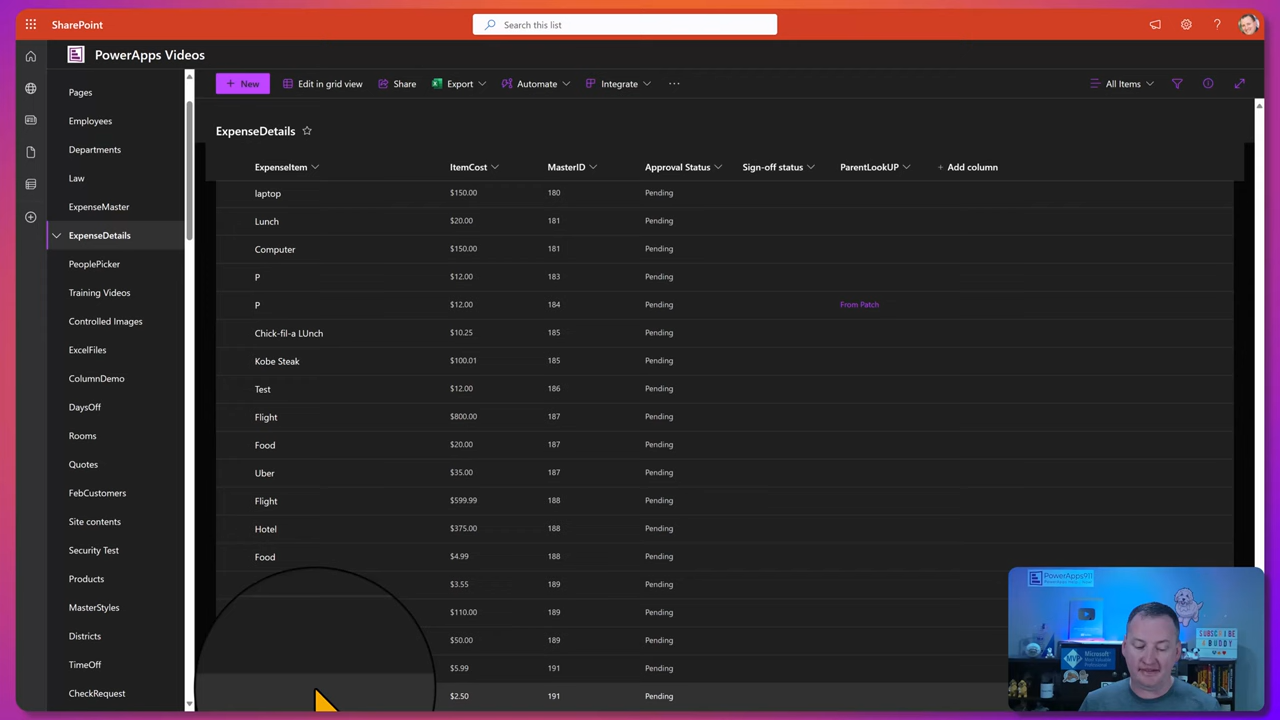 SharePoint
Search this list
PowerApps Videos
+ New Edit in grid view Share Export Automate Integrate ... All Items
ExpenseDetails
ExpenseItem ItemCost MasterID Approval Status Sign-off status ParentLookUP + Add column
laptop $150.00 180 Pending
Lunch $20.00 181 Pending
Computer $150.00 181 Pending
P $12.00 183 Pending
P $12.00 184 Pending From Patch
Chick-fil-a LUnch $10.25 185 Pending
Kobe Steak $100.01 185 Pending
Test $12.00 186 Pending
Flight $800.00 187 Pending
Food $20.00 187 Pending
Uber $35.00 187 Pending
Flight $599.99 188 Pending
Hotel $375.00 188 Pending
Food $4.99 188 Pending
$3.55 189 Pending
$110.00 189 Pending
$50.00 189 Pending
$5.99 191 Pending
$2.50 191 Pending
Pages
Employees
Departments
Law
ExpenseMaster
ExpenseDetails
PeoplePicker
Training Videos
Controlled Images
ExcelFiles
ColumnDemo
DaysOff
Rooms
Quotes
FebCustomers
Site contents
Security Test
Products
MasterStyles
Districts
TimeOff
CheckRequest
PowerApps911
MVP
Microsoft
SUBSCRIBE
BUDDY